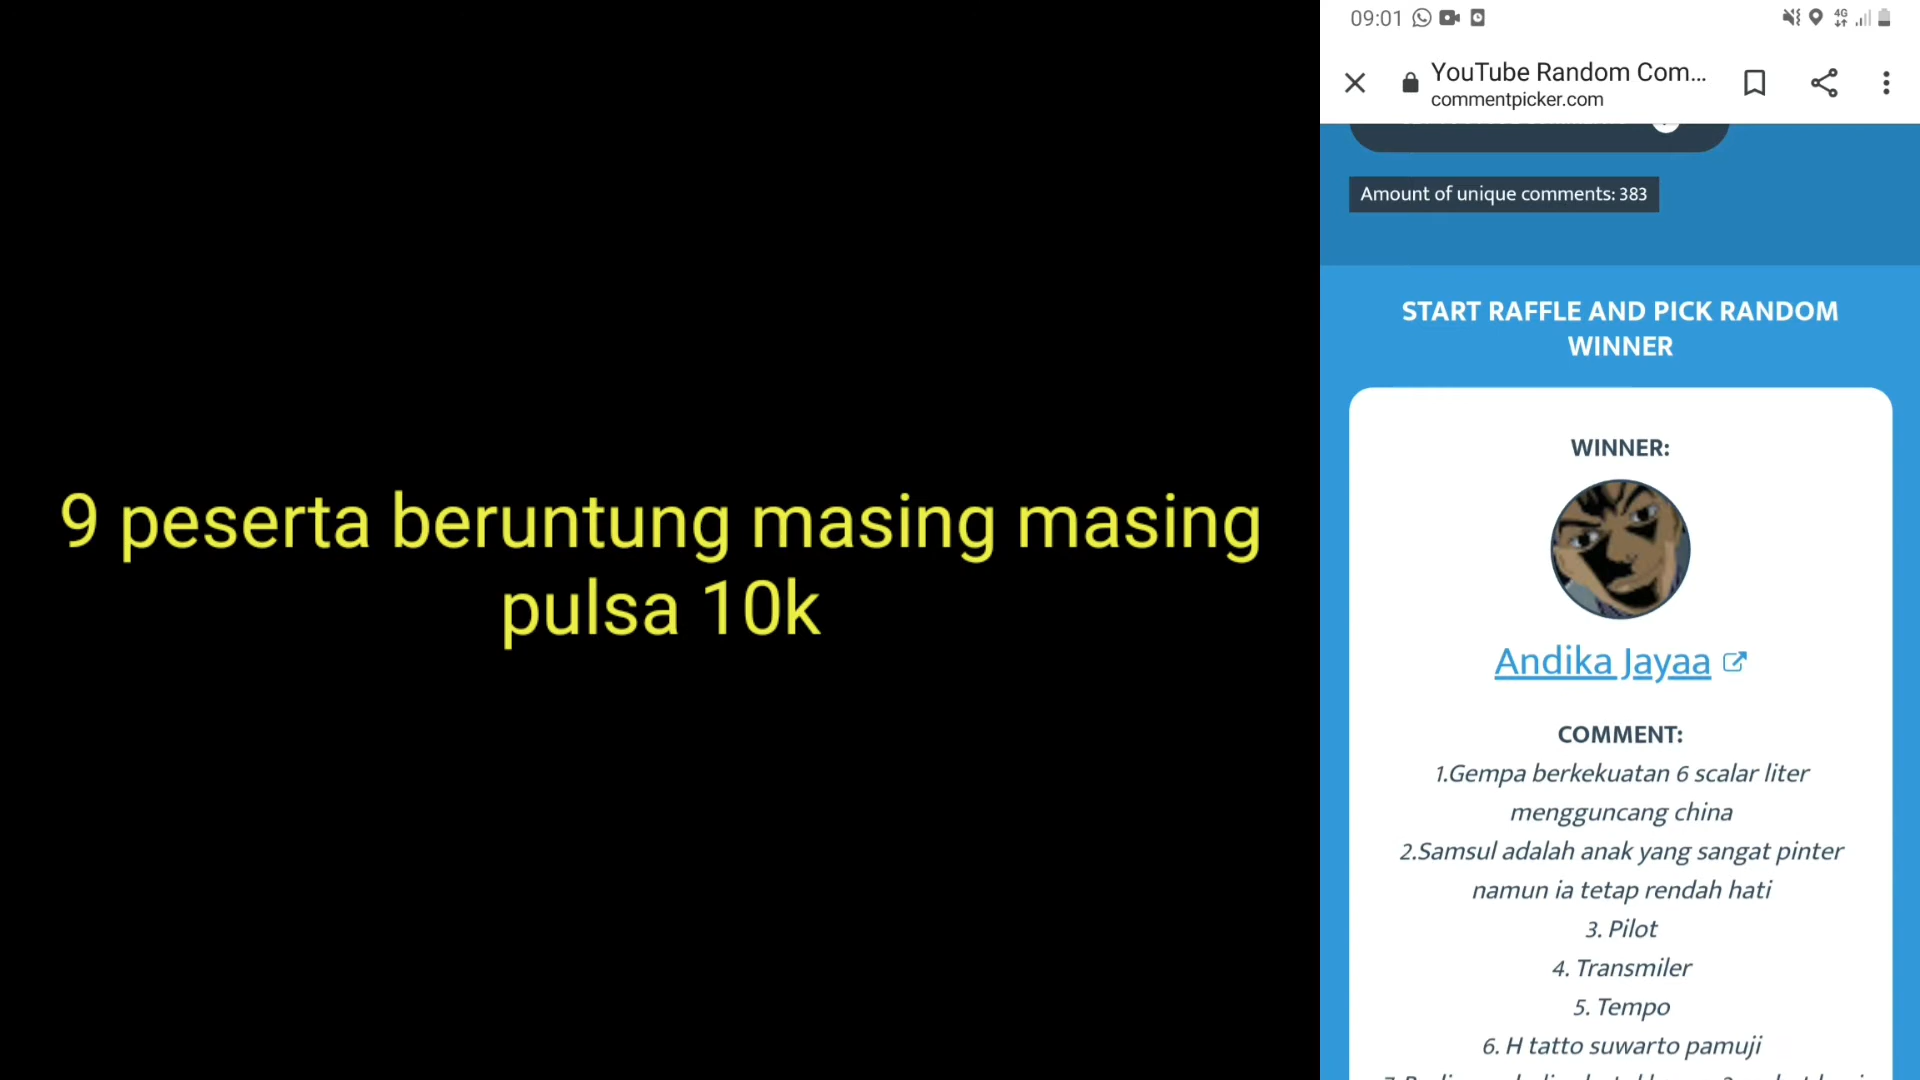 9 peserta beruntung masing masing
pulsa 10k
09:01
4G
YouTube Random Com...
commentpicker.com
Amount of unique comments: 383
START RAFFLE AND PICK RANDOM
WINNER
WINNER:
Andika Jayaa
COMMENT:
1.Gempa berkekuatan 6 scalar liter
mengguncang china
2.Samsul adalah anak yang sangat pinter
namun ia tetap rendah hati
3. Pilot
4. Transmiler
5. Tempo
6. H tatto suwarto pamuji